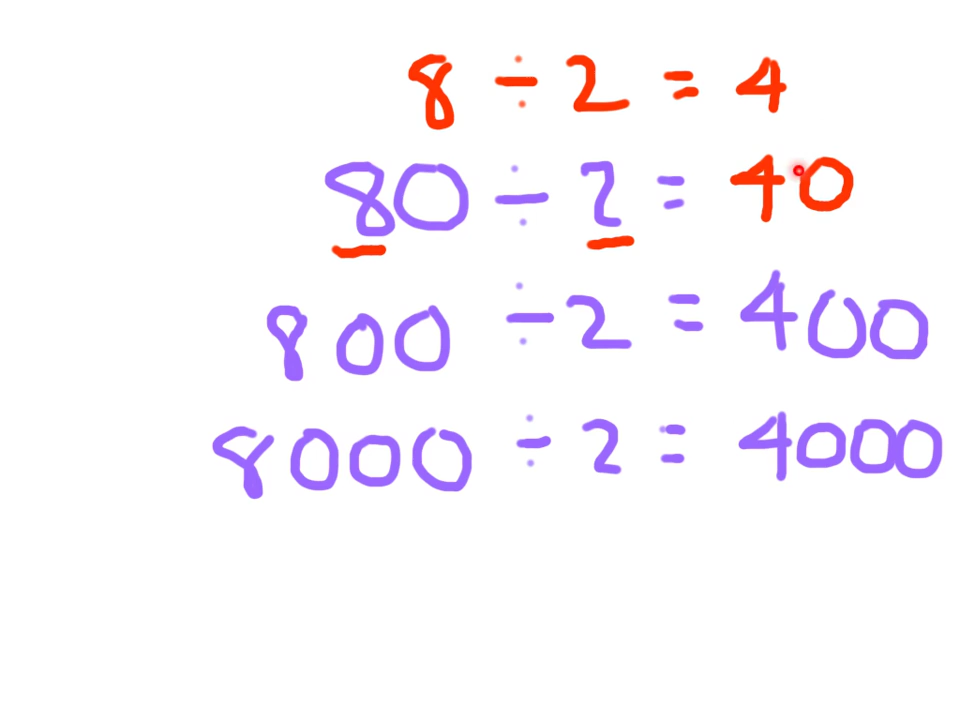 8 ÷ 2 = 4
80 ÷ 2 = 40
800 ÷ 2 = 400
8000 ÷ 2 = 4000